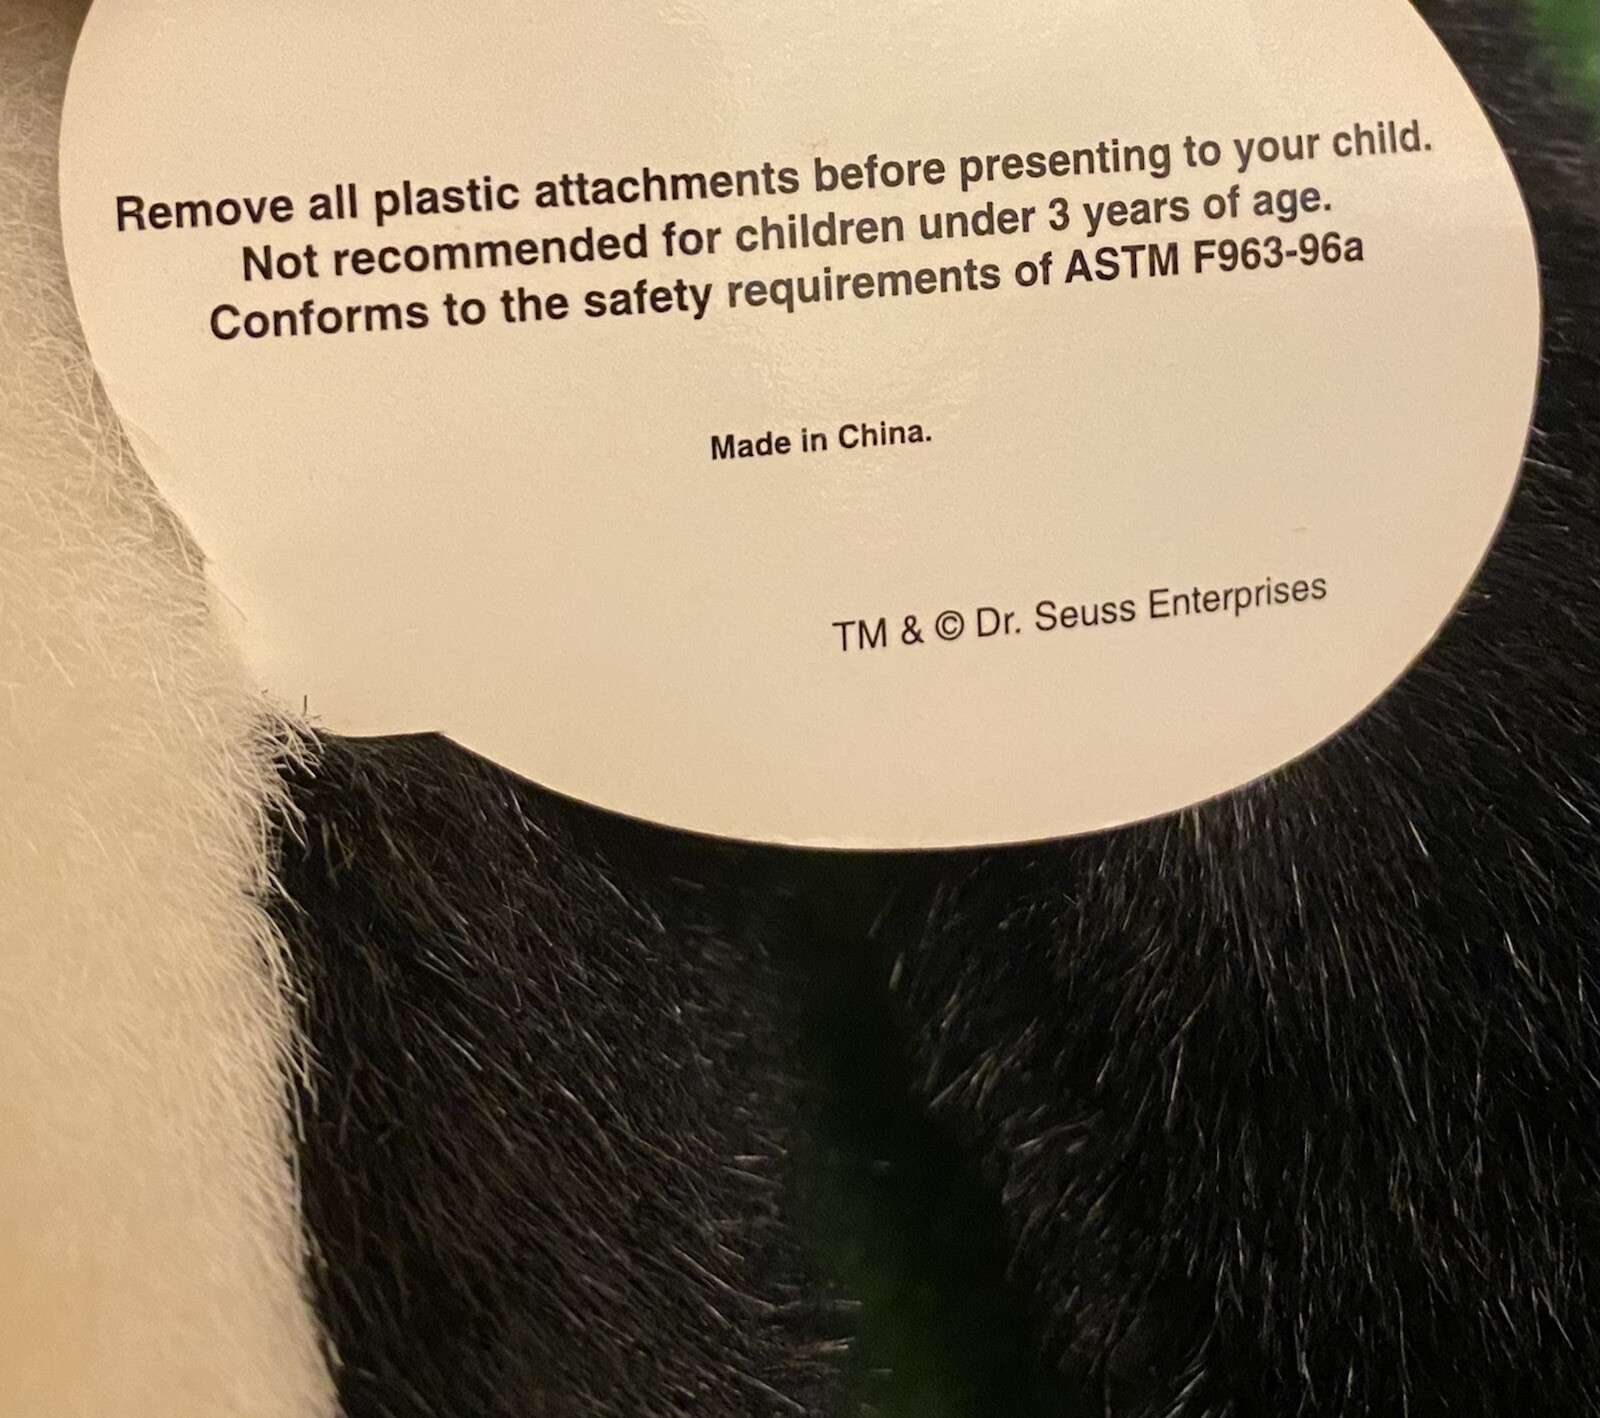 Remove all plastic attachments before presenting to your child.
Not recommended for children under 3 years of age.
Conforms to the safety requirements of ASTM F963-96a
Made in China.
TM & © Dr. Seuss Enterprises